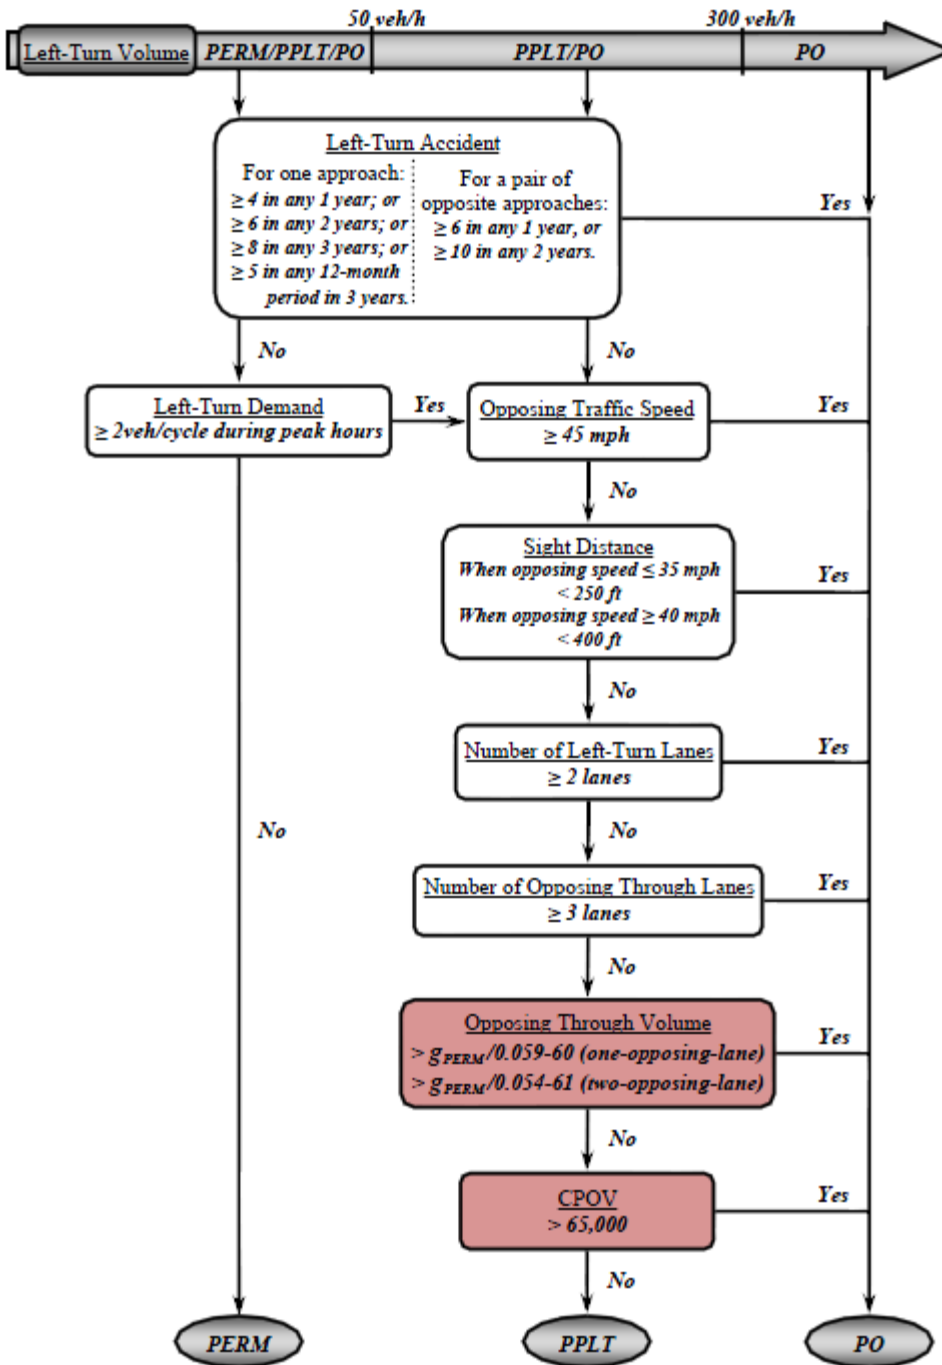 50 veh/h
300 veh/h
Left-Turn Volume
PERM/PPLT/PO
PPLT/PO
PO
Left-Turn Accident
For one approach:
≥ 4 in any 1 year; or
≥ 6 in any 2 years; or
≥ 8 in any 3 years; or
≥ 5 in any 12-month
period in 3 years.
For a pair of
opposite approaches:
≥ 6 in any 1 year, or
≥ 10 in any 2 years.
Yes
No
No
Left-Turn Demand
≥ 2veh/cycle during peak hours
Yes
Opposing Traffic Speed
≥ 45 mph
Yes
No
Sight Distance
When opposing speed ≤ 35 mph
< 250 ft
When opposing speed ≥ 40 mph
< 400 ft
Yes
No
Number of Left-Turn Lanes
≥ 2 lanes
Yes
No
No
Number of Opposing Through Lanes
≥ 3 lanes
Yes
No
Opposing Through Volume
> gPERM/0.059-60 (one-opposing-lane)
> gPERM/0.054-61 (two-opposing-lane)
Yes
No
CPOV
> 65,000
Yes
No
PERM
PPLT
PO